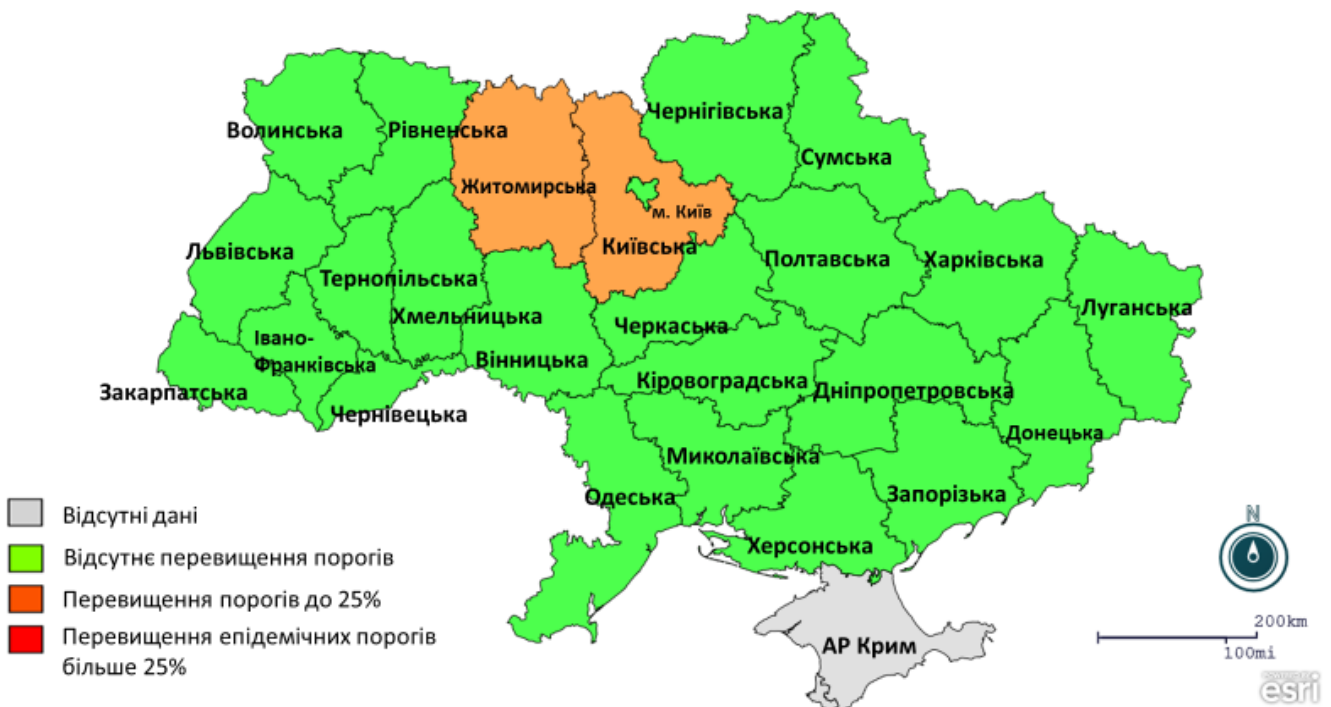 Чернігівська
Волинська
Рівненська
Сумська
Житомирська
м. Київ
Київська
Львівська
Тернопільська
Полтавська
Харківська
Луганська
Хмельницька
Черкаська
Івано-
Франківська
Вінницька
Кіровоградська
Дніпропетровська
Закарпатська
Чернівецька
Донецька
Миколаївська
Одеська
Запорізька
Херсонська
АР Крим
Відсутні дані
Відсутнє перевищення порогів
Перевищення порогів до 25%
Перевищення епідемічних порогів
більше 25%
N
200km
100mi
esri